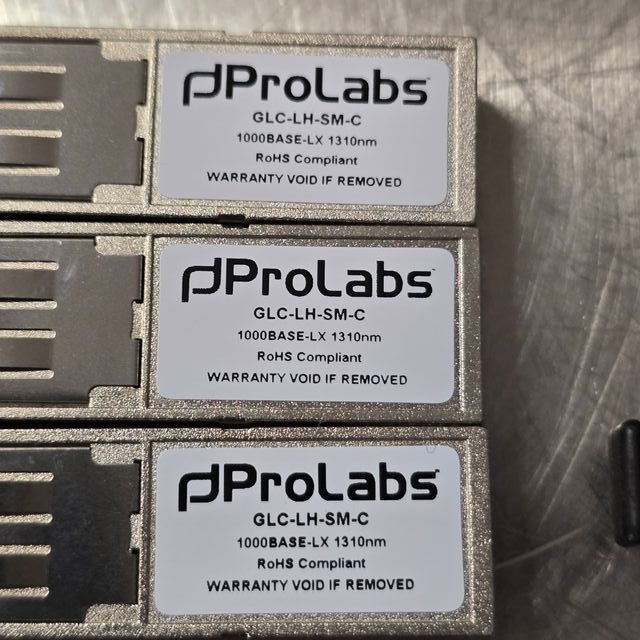 ProLabs
GLC-LH-SM-C
1000BASE-LX 1310nm
RoHS Compliant
WARRANTY VOID IF REMOVED
ProLabs
GLC-LH-SM-C
1000BASE-LX 1310nm
RoHS Compliant
WARRANTY VOID IF REMOVED
ProLabs
GLC-LH-SM-C
1000BASE-LX 1310nm
RoHS Compliant
WARRANTY VOID IF REMOVED